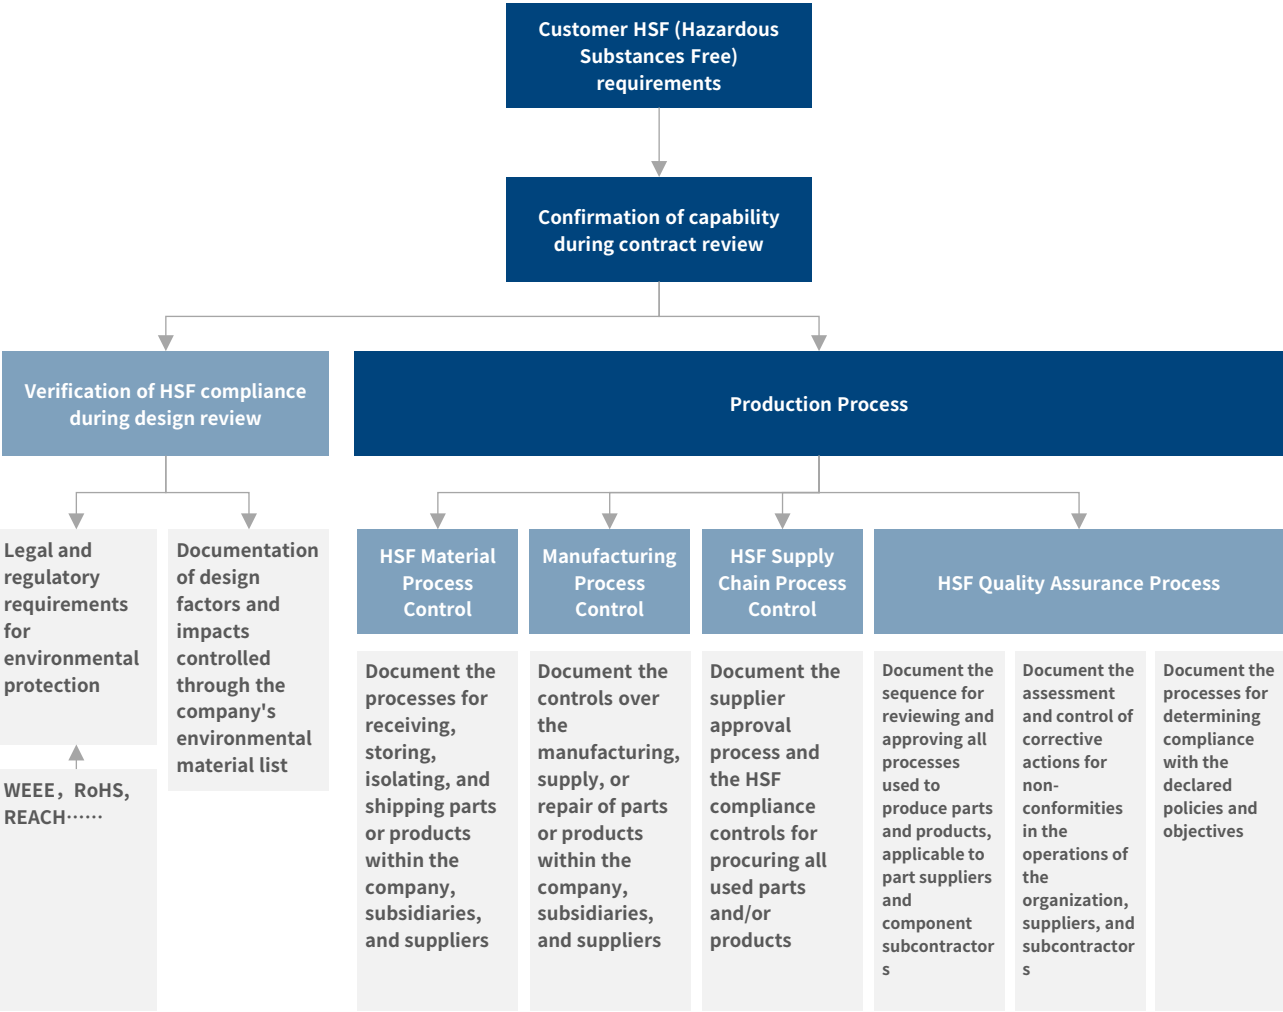 Customer HSF (Hazardous
Substances Free)
requirements
Confirmation of capability
during contract review
Verification of HSF compliance
during design review
Production Process
Legal and
regulatory
requirements
for
environmental
protection
WEEE，RoHS,
REACH······
Documentation
of design
factors and
impacts
controlled
through the
company's
environmental
material list
HSF Material
Process
Control
Document the
processes for
receiving,
storing,
isolating, and
shipping parts
or products
within the
company,
subsidiaries,
and suppliers
Manufacturing
Process
Control
Document the
controls over
the
manufacturing,
supply, or
repair of parts
or products
within the
company,
subsidiaries,
and suppliers
HSF Supply
Chain Process
Control
Document the
supplier
approval
process and
the HSF
compliance
controls for
procuring all
used parts
and/or
products
HSF Quality Assurance Process
Document the
sequence for
reviewing and
approving all
processes
used to
produce parts
and products,
applicable to
part suppliers
and
component
subcontractor
s
Document the
assessment
and control of
corrective
actions for
non-
conformities
in the
operations of
the
organization,
suppliers, and
subcontractor
s
Document the
processes for
determining
compliance
with the
declared
policies and
objectives